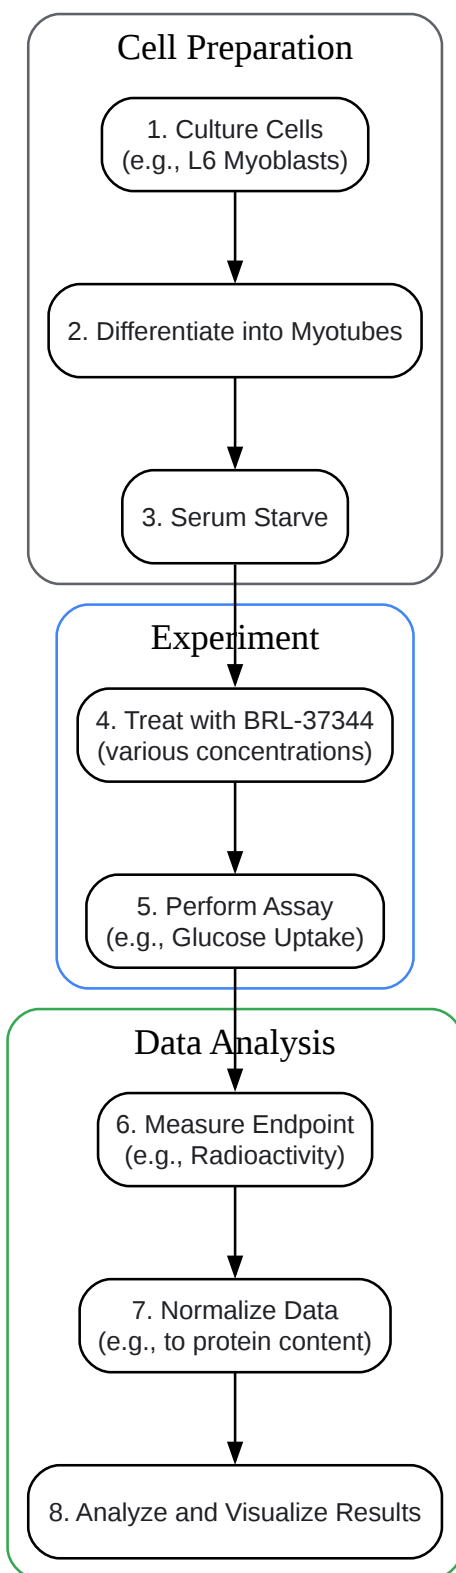 Cell Preparation
1. Culture Cells
(e.g., L6 Myoblasts)
2. Differentiate into Myotubes
3. Serum Starve
Experiment
4. Treat with BRL-37344
(various concentrations)
5. Perform Assay
(e.g., Glucose Uptake)
Data Analysis
6. Measure Endpoint
(e.g., Radioactivity)
7. Normalize Data
(e.g., to protein content)
8. Analyze and Visualize Results